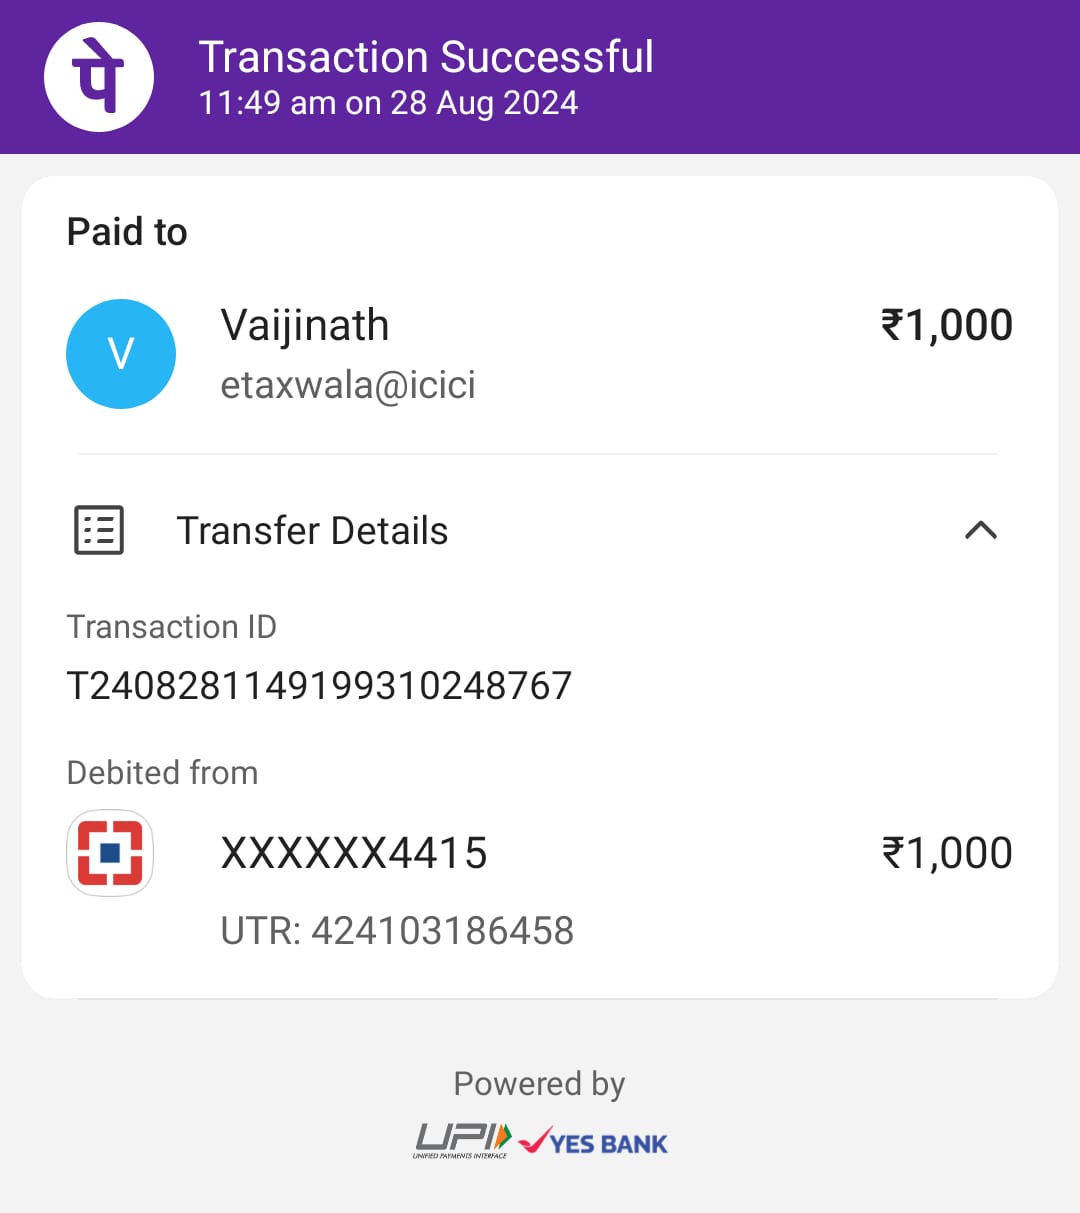 पे
Transaction Successful
11:49 am on 28 Aug 2024
Paid to
V
Vaijinath
₹1,000
etaxwala@icici
Transfer Details
Transaction ID
T2408281149199310248767
Debited from
XXXXXX4415
₹1,000
UTR: 424103186458
Powered by
UPI
UNIFIED PAYMENTS INTERFACE
YES BANK